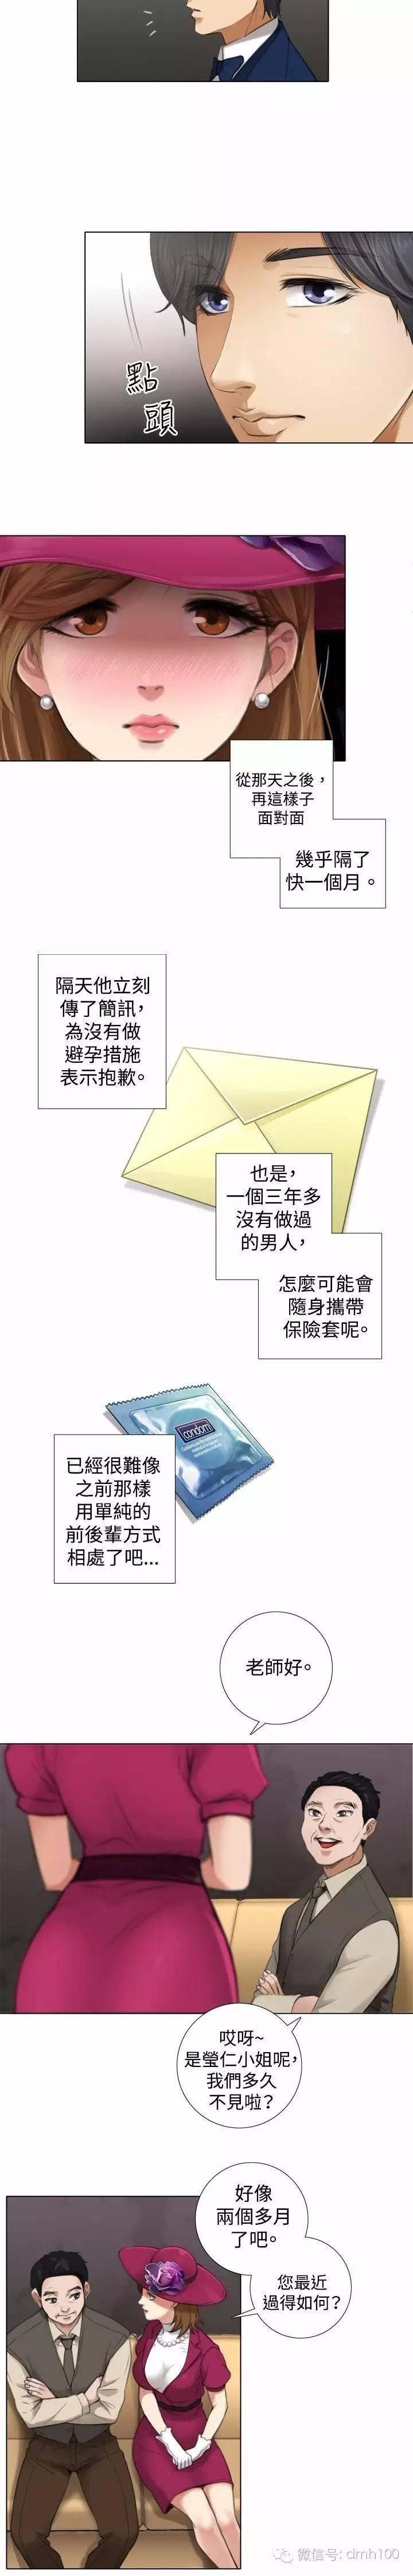 點
頭
從那天之後，
再這樣子
面對面
幾乎隔了
快一個月。
隔天他立刻
傳了簡訊，
為沒有做
避孕措施
表示抱歉。
也是，
一個三年多
沒有做過
的男人，
怎麼可能會
隨身攜帶
保險套呢。
condom
已經很難像
之前那樣
用單純的
前後輩方式
相處了吧...
老師好。
哎呀~
是瑩仁小姐呢，
我們多久
不見啦？
好像
兩個多月
了吧。
您最近
過得如何？
微信号: dmh100